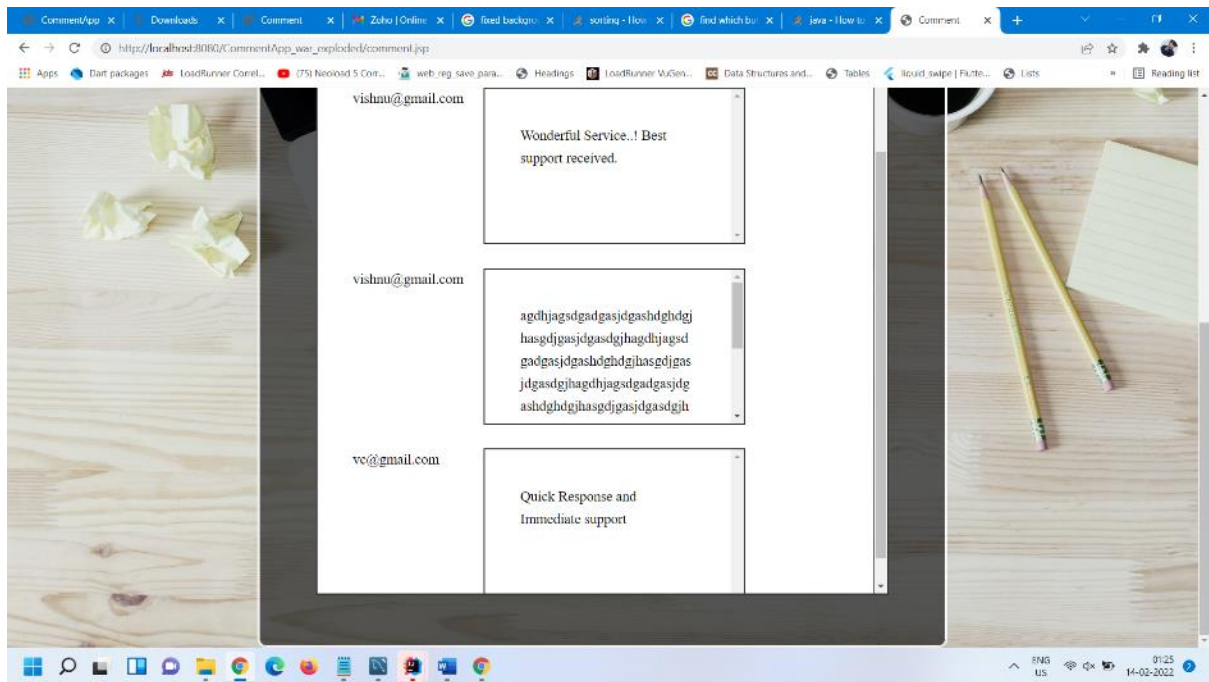 CommentApp
Downloads
Comment
Zoho | Online
fixed backgro
sorting - How
find which but
java - How to
Comment
http://localhost:8080/CommentApp_war_exploded/comment.jsp
Apps
Dart packages
LoadRunner Correl...
(75) Neoload 5 Corr...
web_reg_save_para...
Headings
LoadRunner VuGen...
Data Structures and...
Tables
liquid_swipe | Flutte...
Lists
»
Reading list
vishnu@gmail.com
Wonderful Service..! Best
support received.
vishnu@gmail.com
agdhjagsdgadgasjdgashdghdgj
hasgdjgasjdgasdgjhagdhjagsd
gadgasjdgashdghdgjhasgdjgas
jdgasdgjhagdhjagsdgadgasjdg
ashdghdgjhasgdjgasjdgasdgjh
vc@gmail.com
Quick Response and
Immediate support
ENG
US
01:25
14-02-2022
2